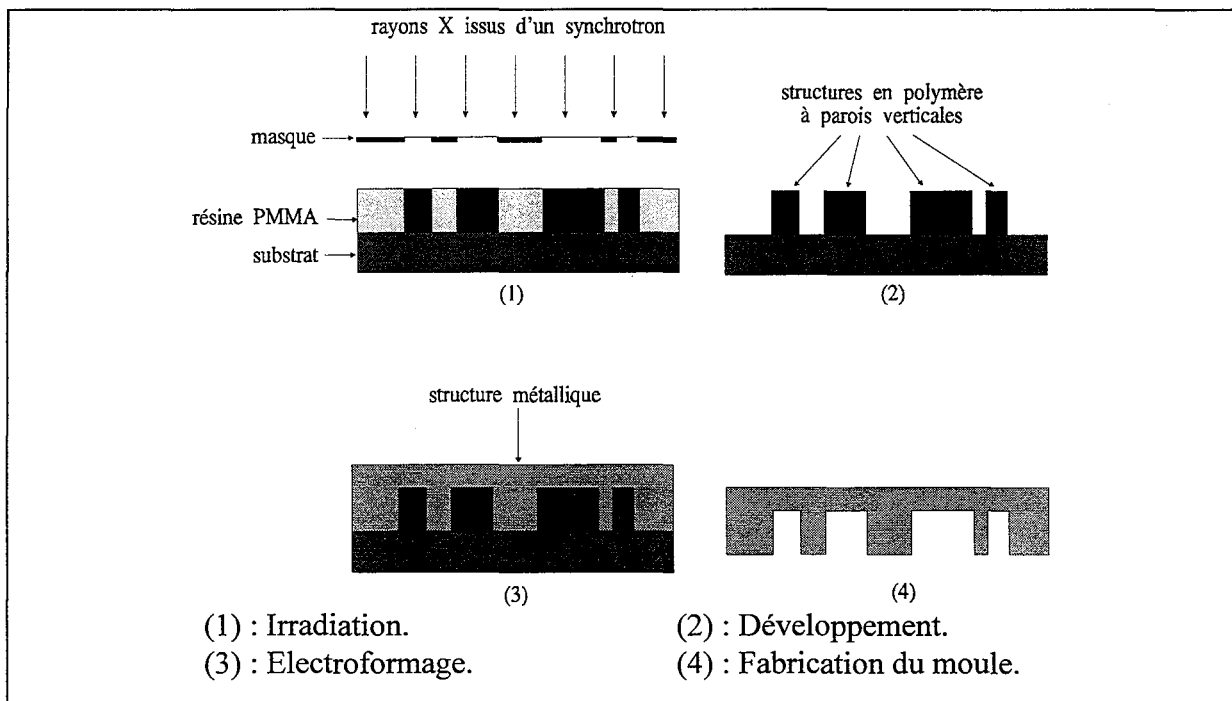 rayons X issus d'un synchrotron
masque
résine PMMA
substrat
(1)
structures en polymère
à parois verticales
(2)
structure métallique
(3)
(4)
(1) : Irradiation.
(2) : Développement.
(3) : Electroformage.
(4) : Fabrication du moule.